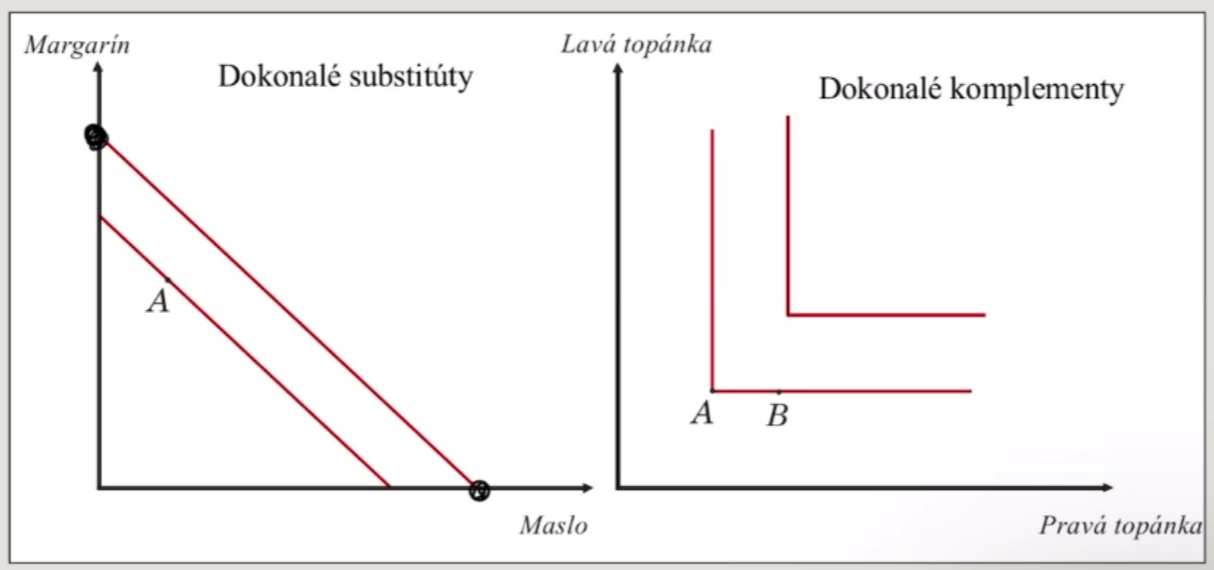 Margarín
Dokonalé substitúty
A
Maslo
Lavá topánka
Dokonalé komplementy
A
B
Pravá topánka